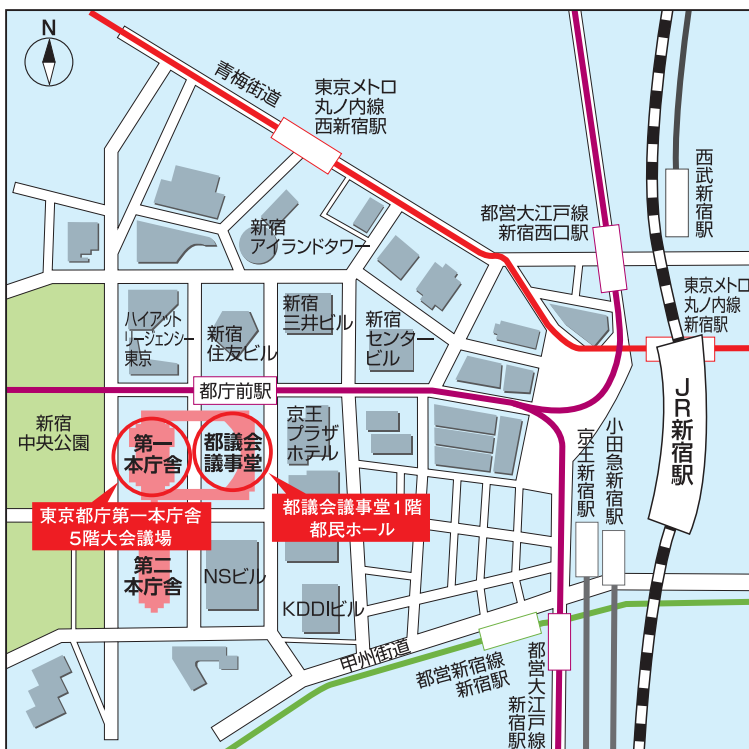 N
青梅街道
東京メトロ
丸ノ内線
西新宿駅
西武新宿駅
都営大江戸線
新宿西口駅
新宿
アイランドタワー
東京メトロ
丸ノ内線
新宿駅
ハイアット
リージェンシー
東京
新宿
住友ビル
新宿
三井ビル
新宿
センター
ビル
都庁前駅
JR新宿駅
新宿
中央公園
第一
本庁舎
都議会
議事堂
京王
プラザ
ホテル
小田急新宿駅
京王新宿駅
東京都庁第一本庁舎
5階大会議場
都議会議事堂1階
都民ホール
第二
本庁舎
NSビル
KDDIビル
甲州街道
都営新宿線
新宿駅
都営大江戸線
新宿駅